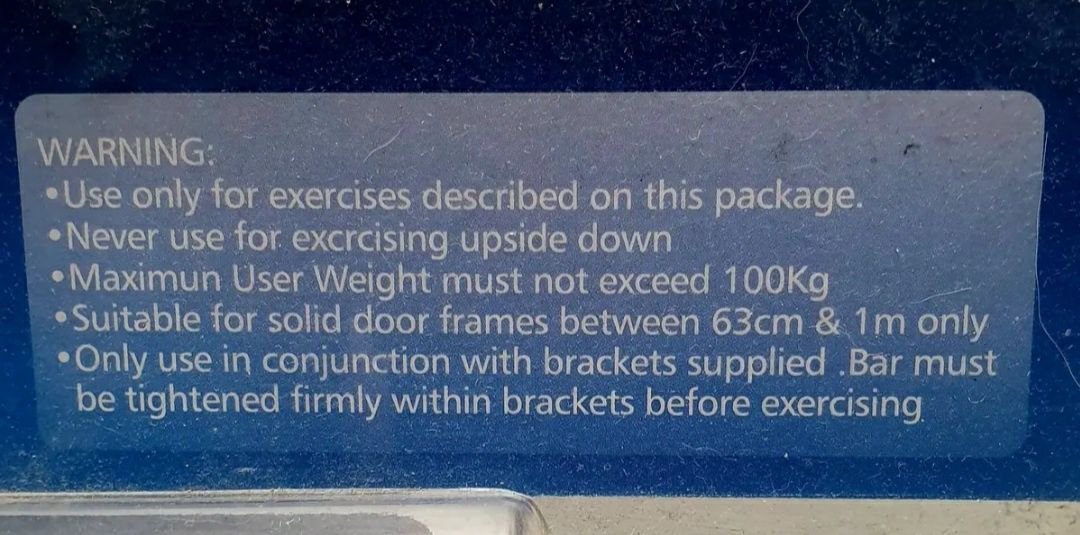 WARNING:
•Use only for exercises described on this package.
•Never use for excrcising upside down
•Maximun User Weight must not exceed 100Kg
•Suitable for solid door frames between 63cm & 1m only
•Only use in conjunction with brackets supplied .Bar must
be tightened firmly within brackets before exercising